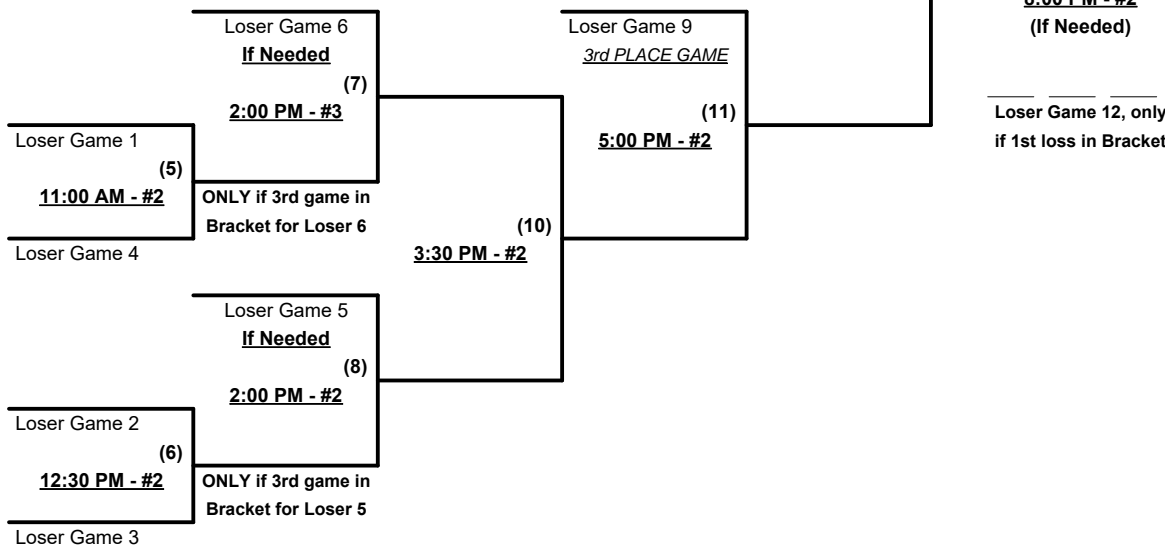 8:00 PM - #2
(If Needed)
Loser Game 6
If Needed
(7)
2:00 PM - #3
Loser Game 9
3rd PLACE GAME
(11)
5:00 PM - #2
Loser Game 12, only
if 1st loss in Bracket
Loser Game 1
(5)
11:00 AM - #2
Loser Game 4
ONLY if 3rd game in
Bracket for Loser 6
(10)
3:30 PM - #2
Loser Game 5
If Needed
(8)
2:00 PM - #2
Loser Game 2
(6)
12:30 PM - #2
Loser Game 3
ONLY if 3rd game in
Bracket for Loser 5